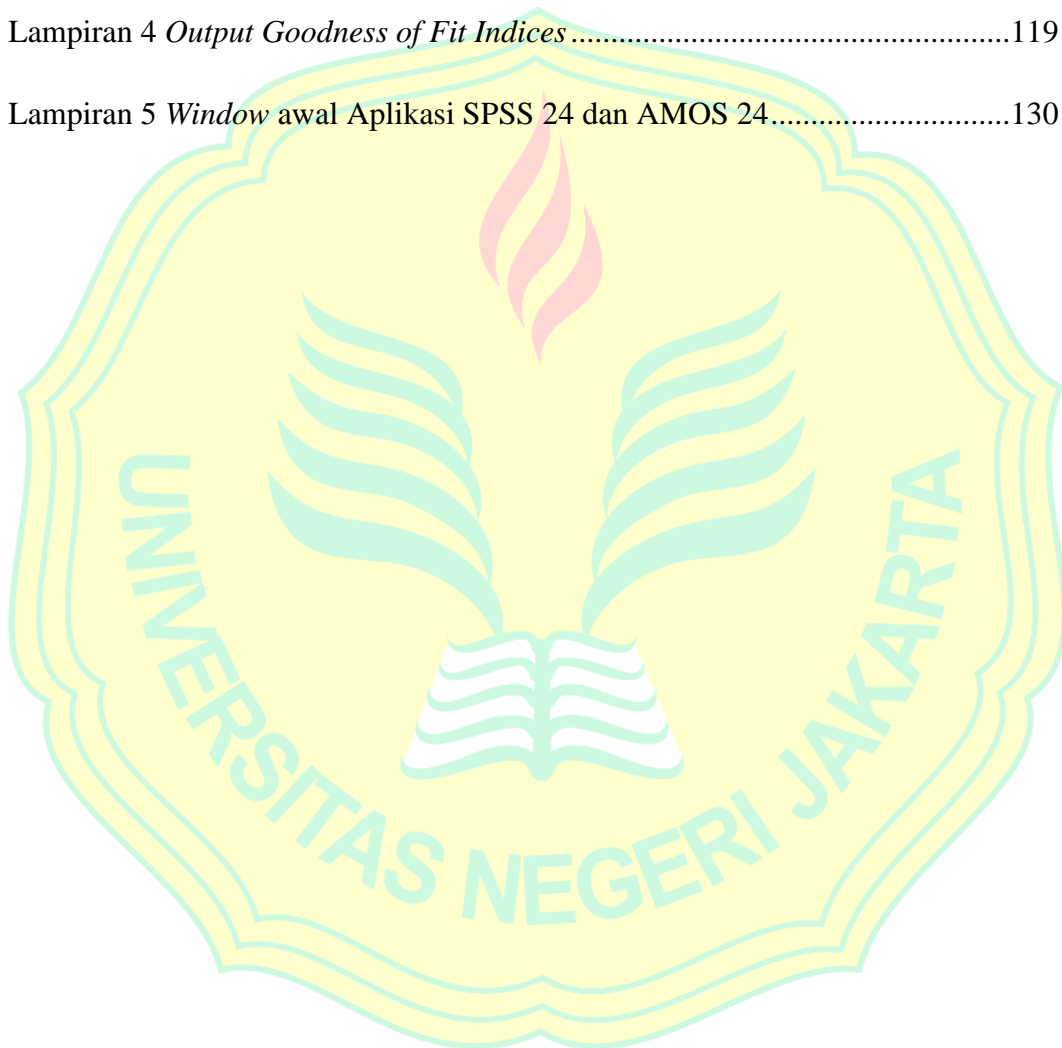 Lampiran 4 Output Goodness of Fit Indices.....................................................119
Lampiran 5 Window awal Aplikasi SPSS 24 dan AMOS 24.............................130
UNIVERSITAS NEGERI JAKARTA